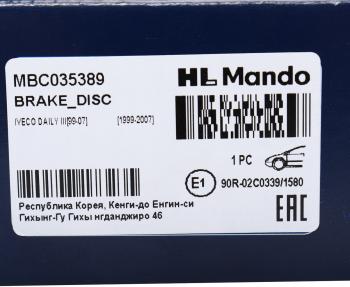 MBC035389
HL Mando
BRAKE_DISC
IVECO DAILY III[99-07] [1999-2007]
1 PC
E1
90R-02C0339/1580
Республика Корея, Кенги-до Енгин-си
Гихынг-Гу Гихы нгданджиро 46
EAC